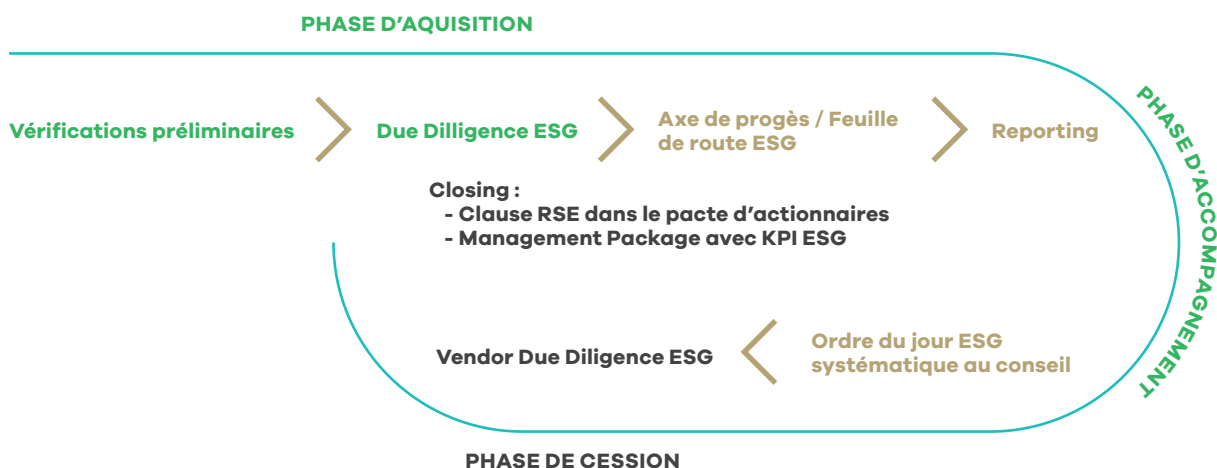 PHASE D'AQUISITION
Vérifications préliminaires
Due Dilligence ESG
Axe de progès / Feuille
de route ESG
Reporting
PHASE D'ACCCOMPAGNEMENT
Closing :
- Clause RSE dans le pacte d'actionnaires
- Management Package avec KPI ESG
Ordre du jour ESG
systématique au conseil
Vendor Due Diligence ESG
PHASE DE CESSION